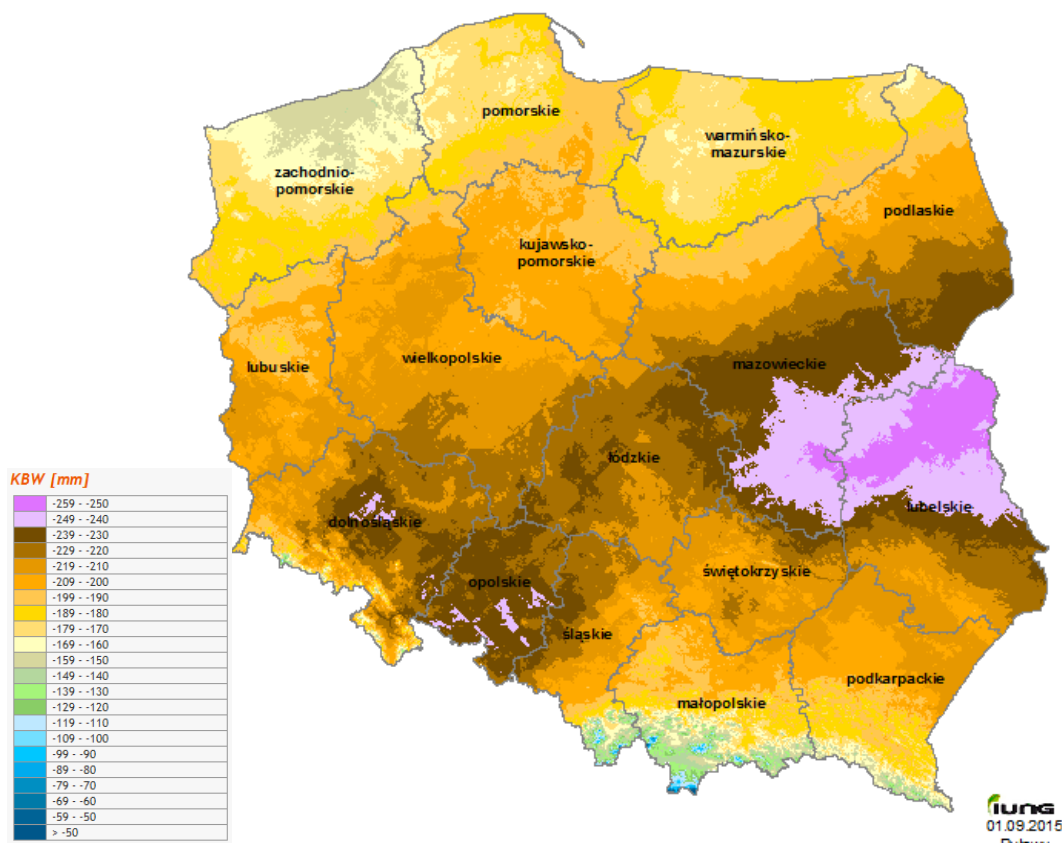 pomorskie
warmińsko-
mazurskie
zachodnio-
pomorskie
podlaskie
kujawsko-
pomorskie
mazowieckie
wielkopolskie
lubuskie
łódzkie
KBW [mm]
-259 - -250
-249 - -240
-239 - -230
-229 - -220
-219 - -210
-209 - -200
-199 - -190
-189 - -180
-179 - -170
-169 - -160
-159 - -150
-149 - -140
-139 - -130
-129 - -120
-119 - -110
-109 - -100
-99 - -90
-89 - -80
-79 - -70
-69 - -60
-59 - -50
> -50
lubelskie
dolnośląskie
świętokrzyskie
opolskie
śląskie
podkarpackie
małopolskie
iung
01.09.2015